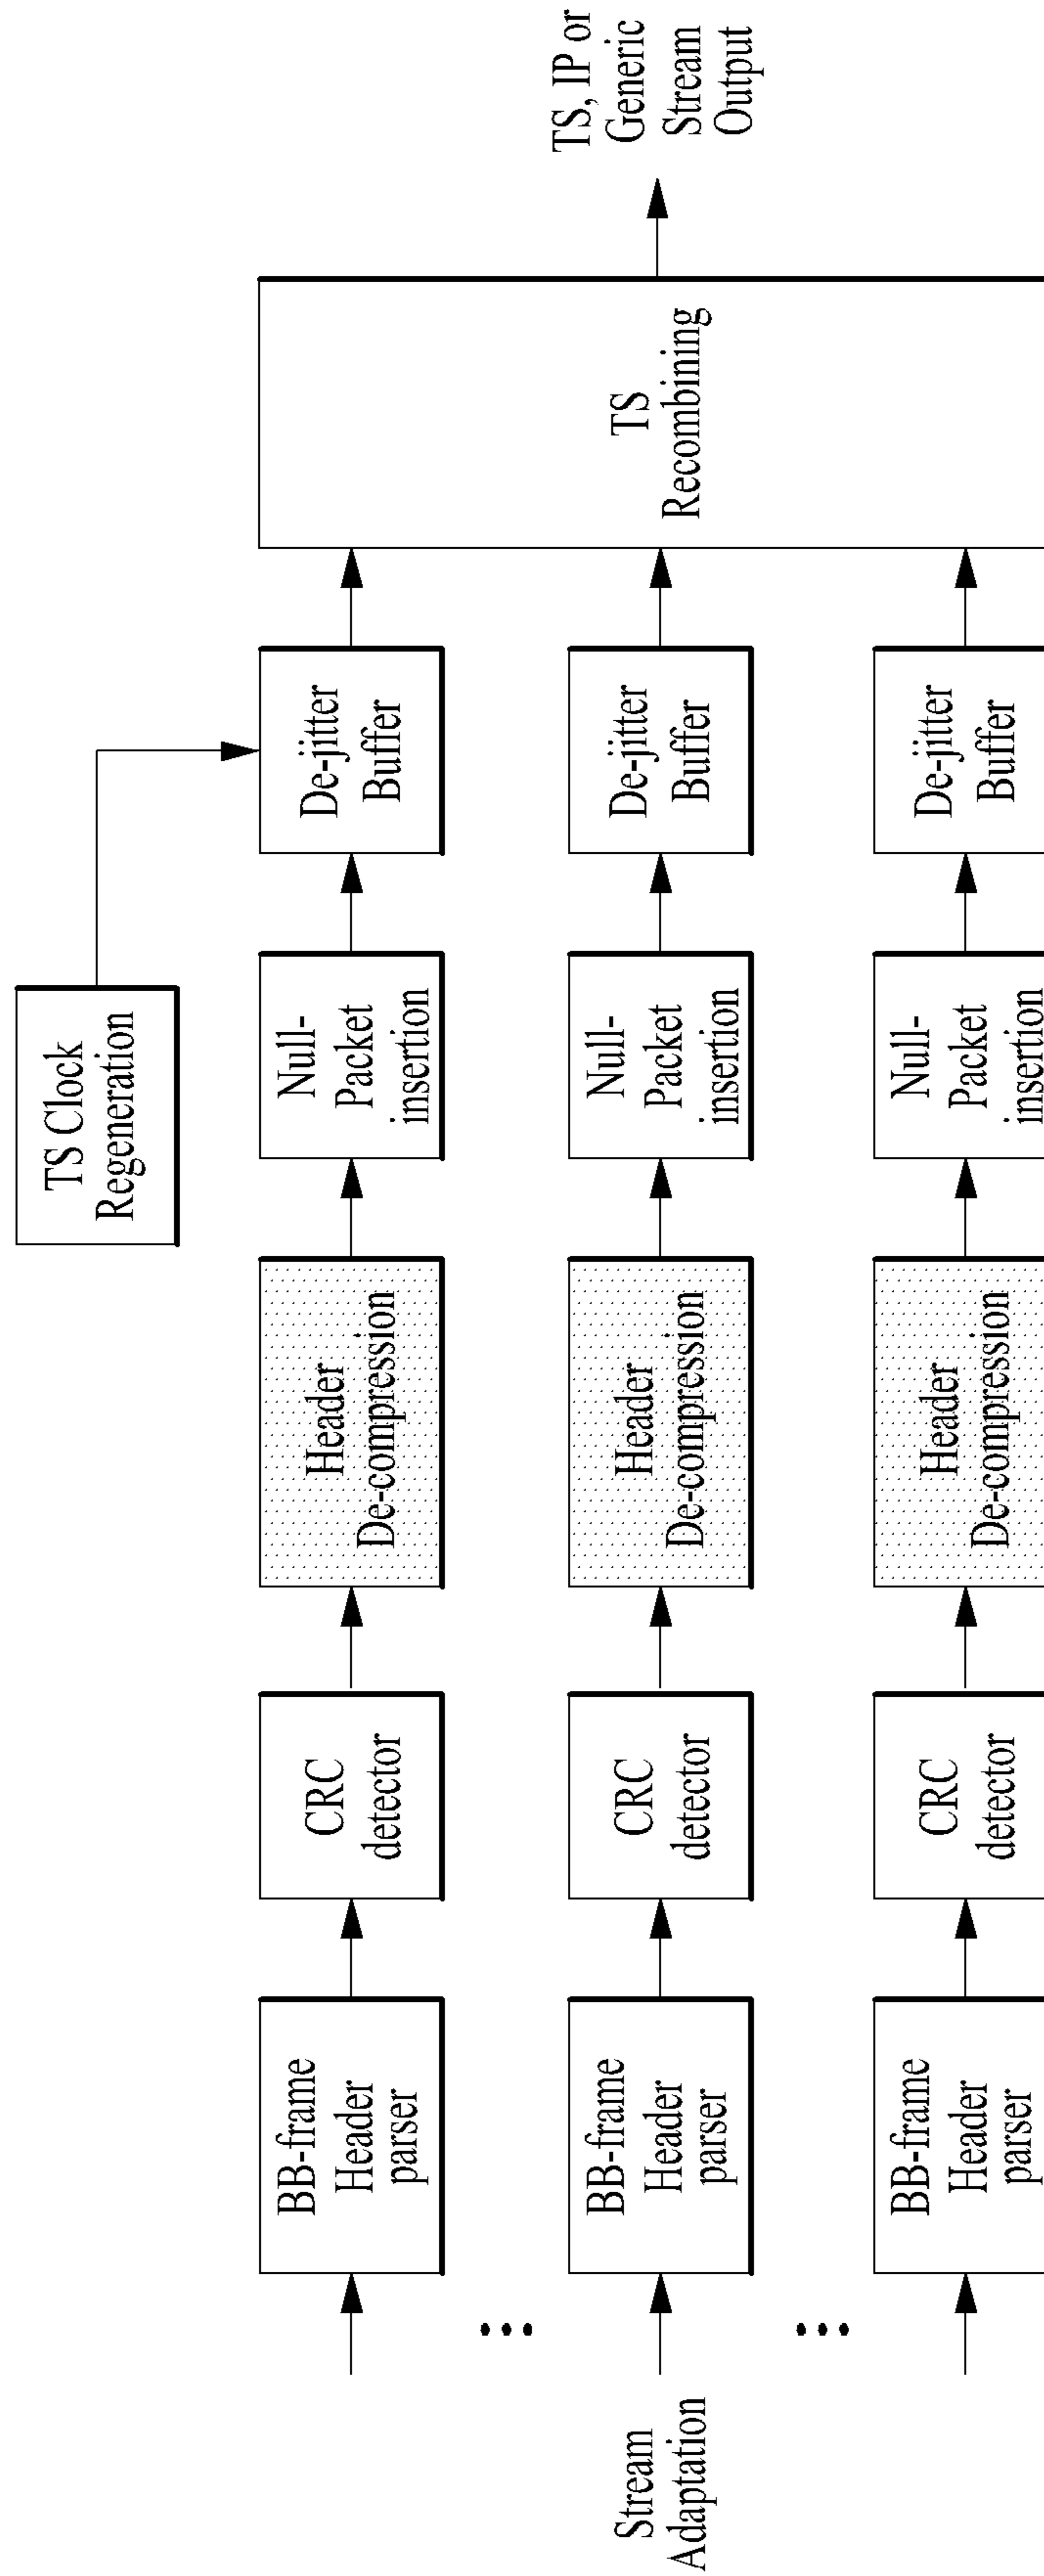 TS Clock
Regeneration
BB-frame
Header
parser
CRC
detector
Header
De-compression
Null-
Packet
insertion
De-jitter
Buffer
Stream
Adaptation
BB-frame
Header
parser
CRC
detector
Header
De-compression
Null-
Packet
insertion
De-jitter
Buffer
TS
Recombining
TS, IP or
Generic
Stream
Output
BB-frame
Header
parser
CRC
detector
Header
De-compression
Null-
Packet
insertion
De-jitter
Buffer